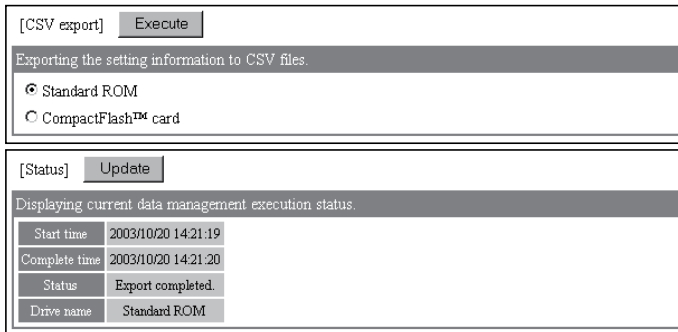 [CSV export] Execute
Exporting the setting information to CSV files.
Standard ROM
CompactFlash™ card
[Status] Update
Displaying current data management execution status.
Start time 2003/10/20 14:21:19
Complete time 2003/10/20 14:21:20
Status Export completed.
Drive name Standard ROM